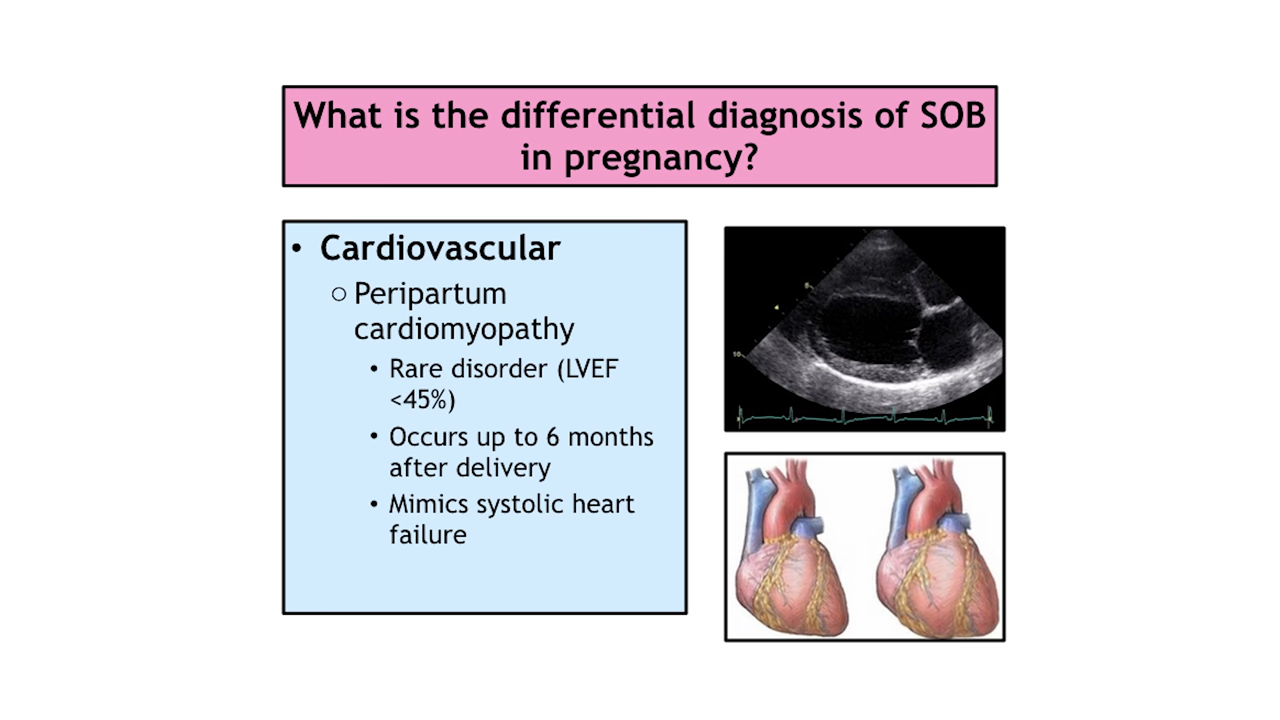 What is the differential diagnosis of SOB
in pregnancy?
• Cardiovascular
○ Peripartum
cardiomyopathy
• Rare disorder (LVEF
<45%)
• Occurs up to 6 months
after delivery
• Mimics systolic heart
failure
10